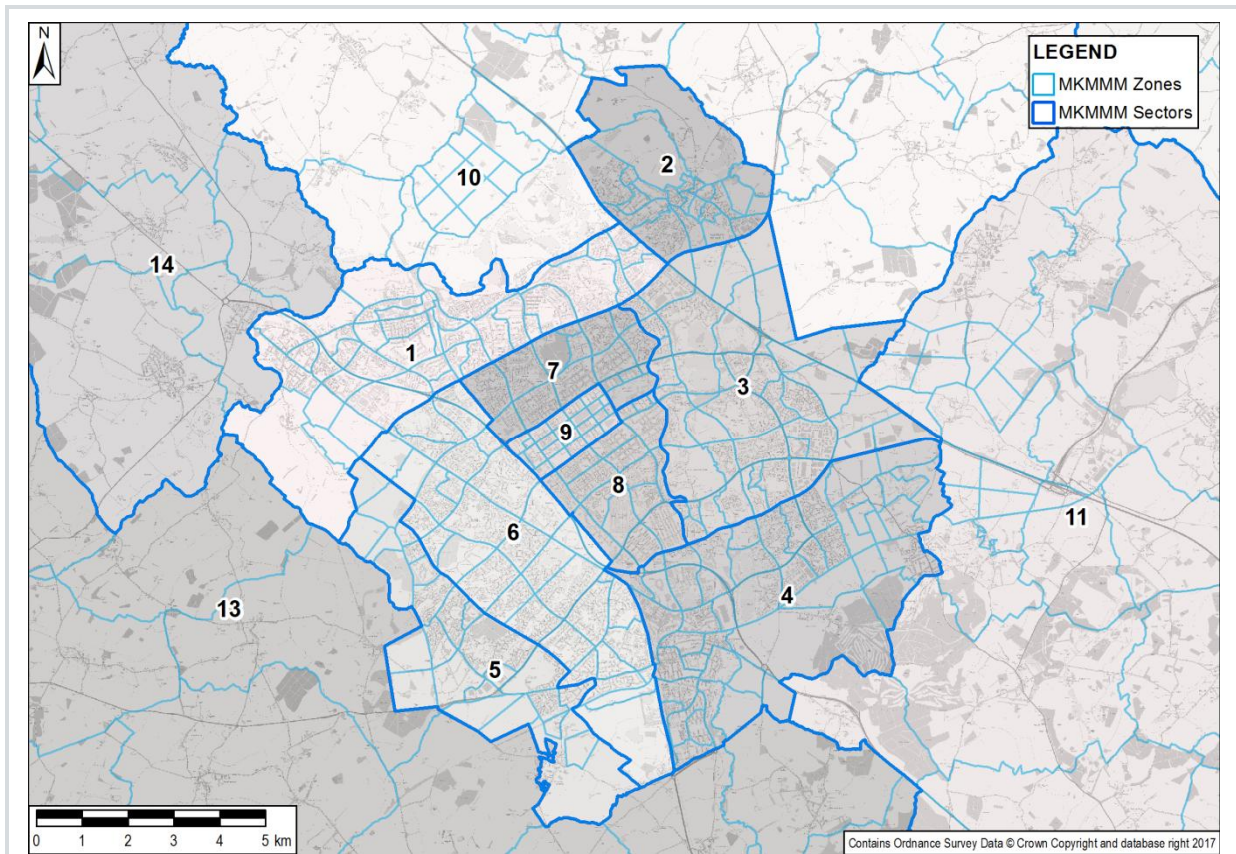 N
LEGEND
MKMMM Zones
MKMMM Sectors
2
10
14
1
7
3
9
8
11
6
4
13
5
0 1 2 3 4 5 km
Contains Ordnance Survey Data © Crown Copyright and database right 2017